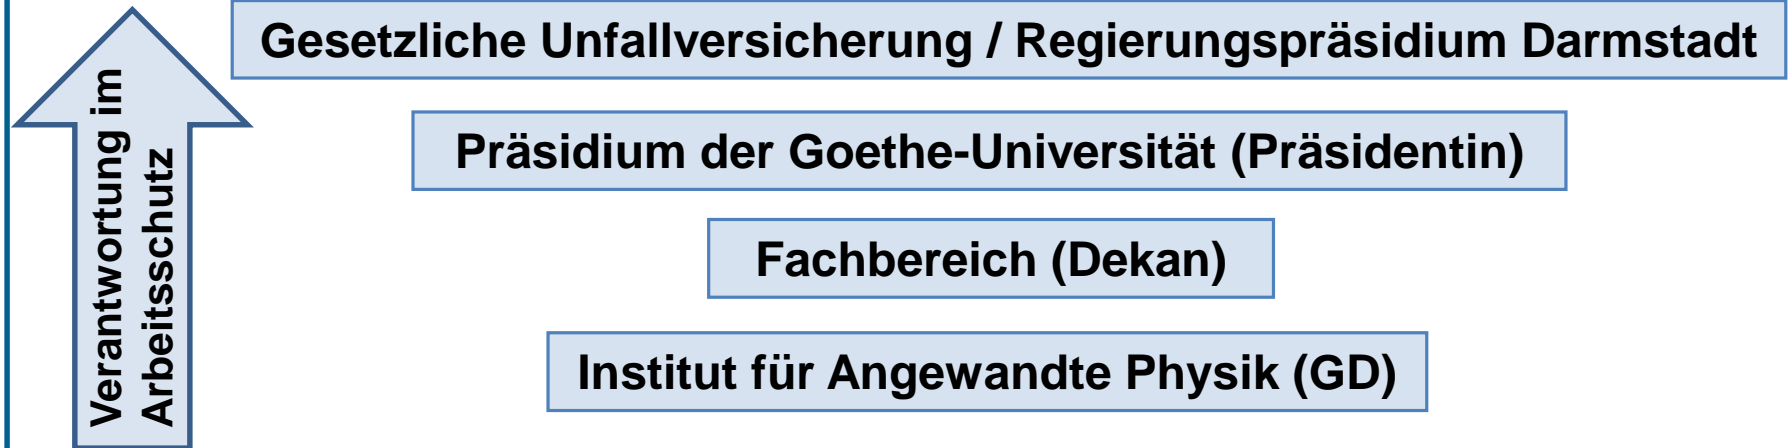 Gesetzliche Unfallversicherung / Regierungspräsidium Darmstadt
Präsidium der Goethe-Universität (Präsidentin)
Fachbereich (Dekan)
Institut für Angewandte Physik (GD)
Verantwortung im
Arbeitsschutz